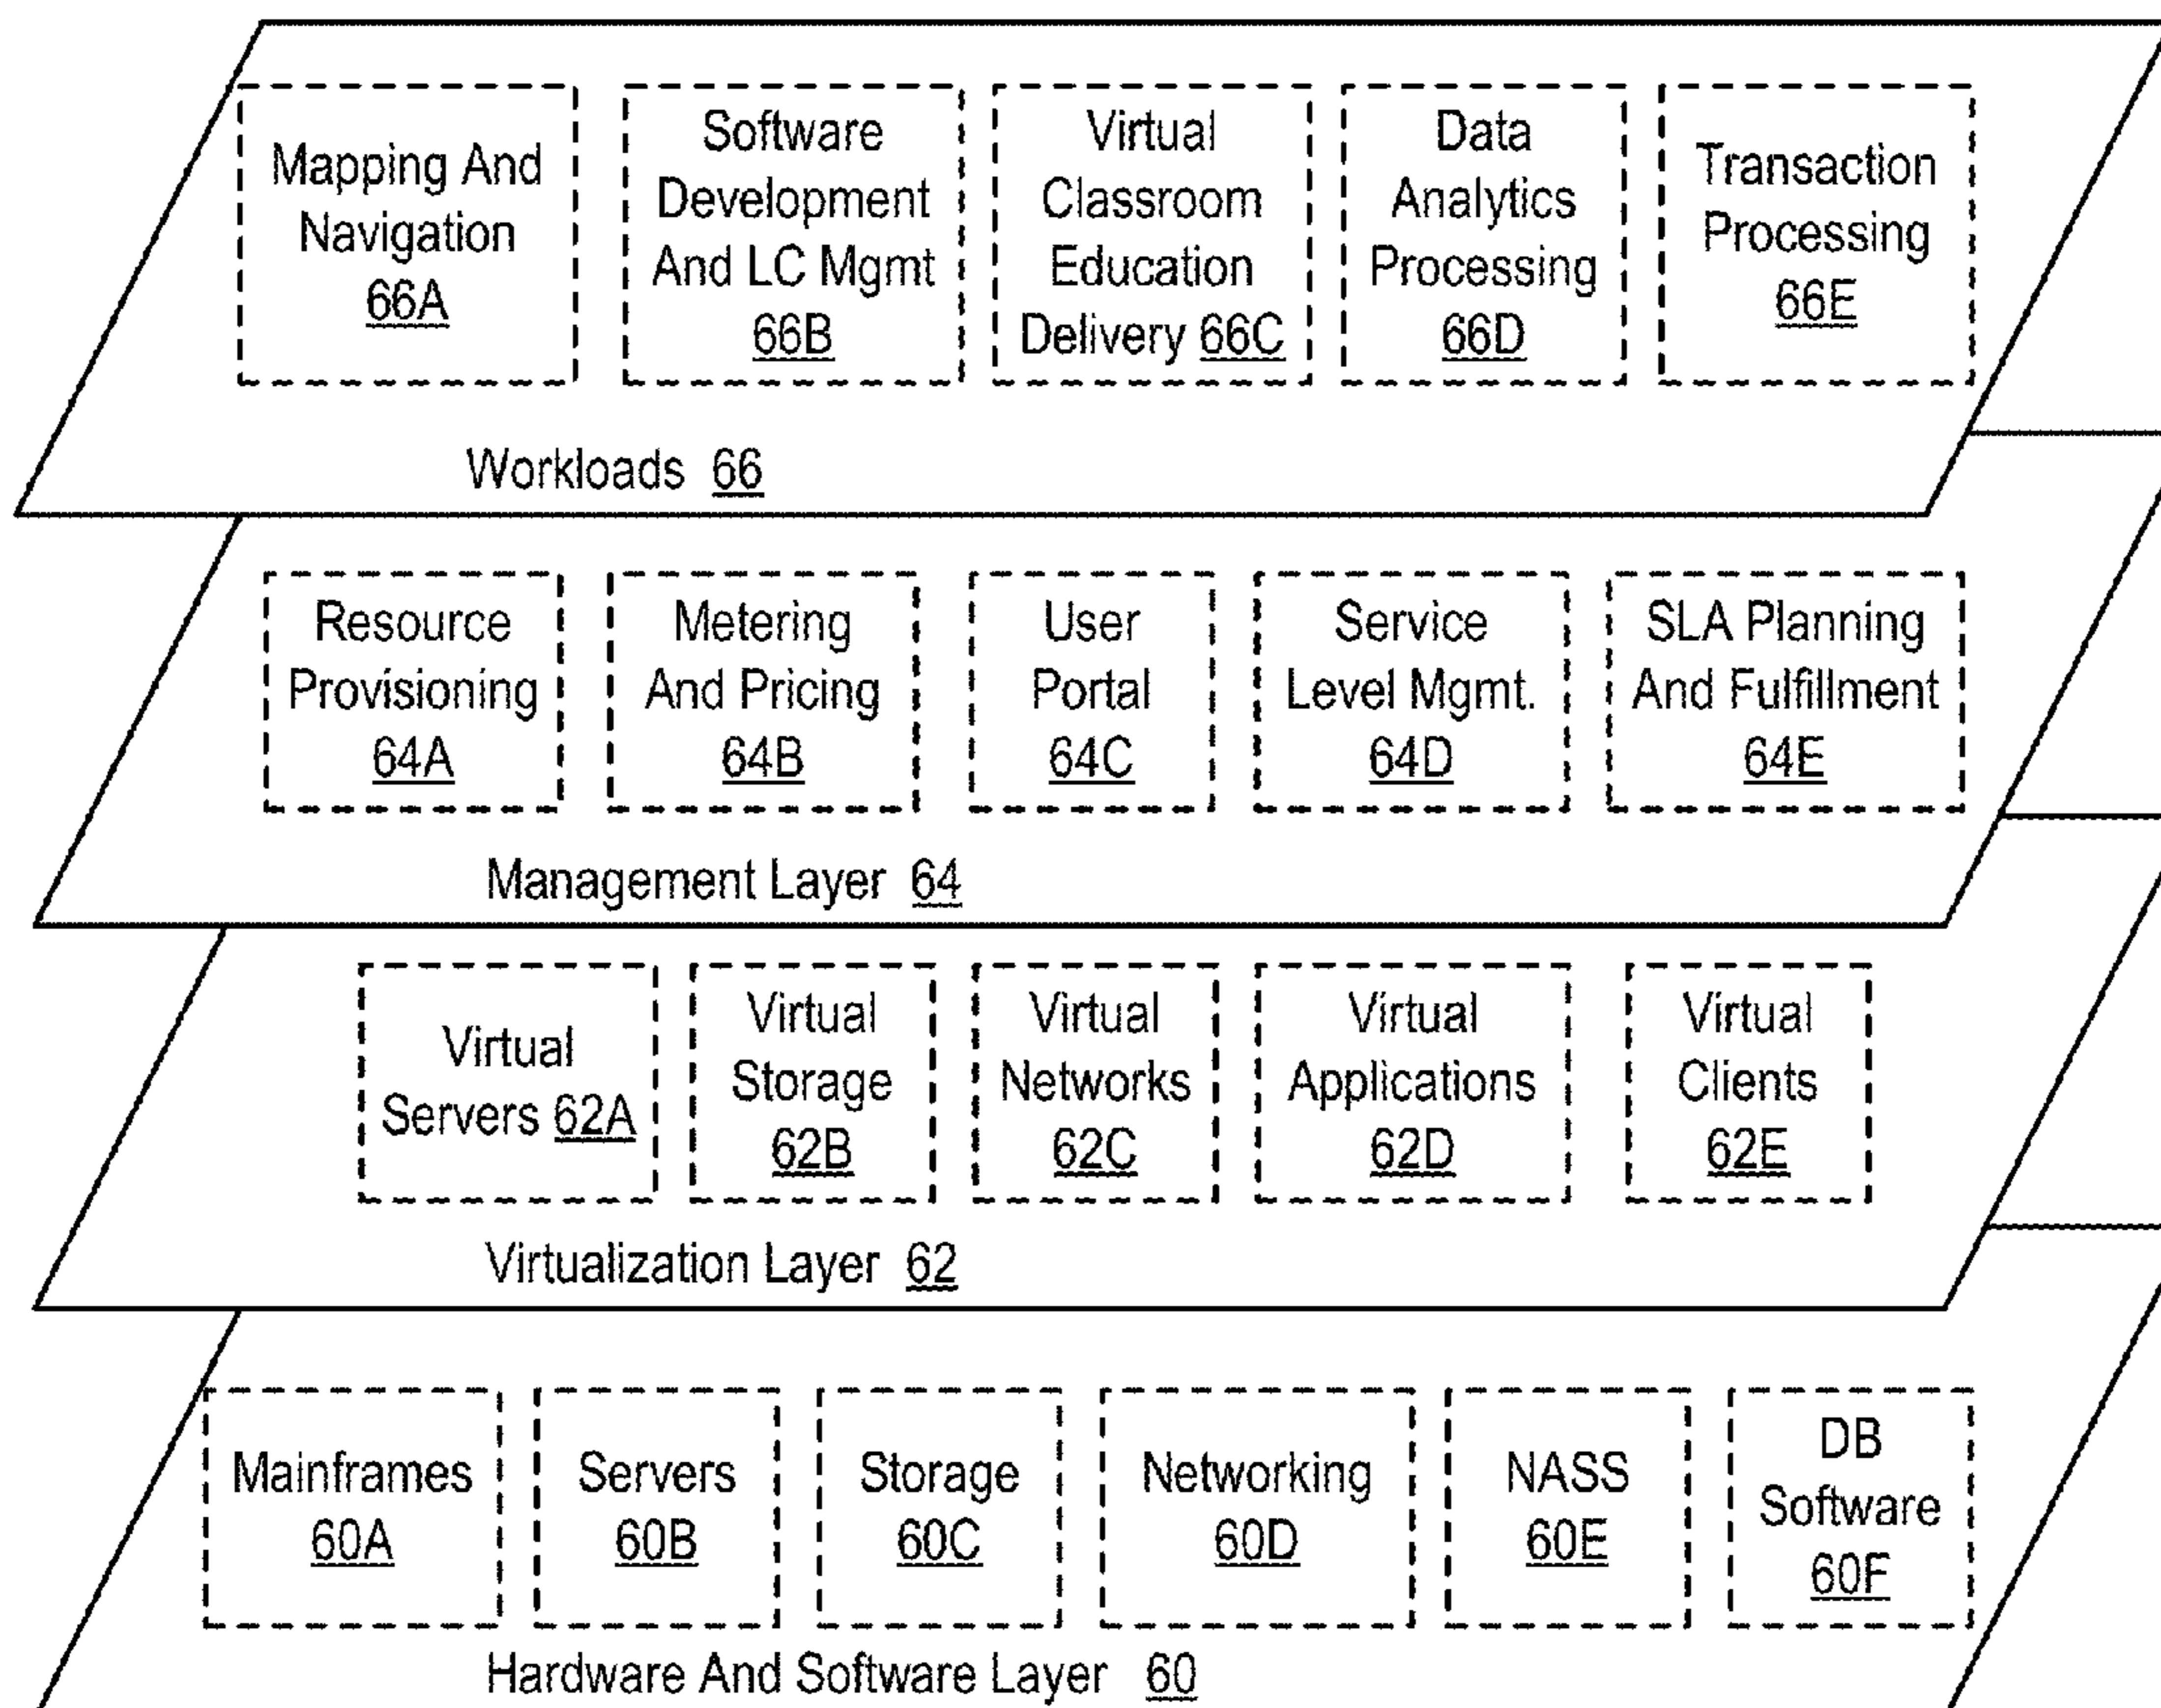 Mapping And
Navigation
66A
Software
Development
And LC Mgmt
66B
Virtual
Classroom
Education
Delivery 66C
Data
Analytics
Processing
66D
Transaction
Processing
66E
Workloads 66
Resource
Provisioning
64A
Metering
And Pricing
64B
User
Portal
64C
Service
Level Mgmt.
64D
SLA Planning
And Fulfillment
64E
Management Layer 64
Virtual
Servers 62A
Virtual
Storage
62B
Virtual
Networks
62C
Virtual
Applications
62D
Virtual
Clients
62E
Virtualization Layer 62
Mainframes
60A
Servers
60B
Storage
60C
Networking
60D
NASS
60E
DB
Software
60F
Hardware And Software Layer 60